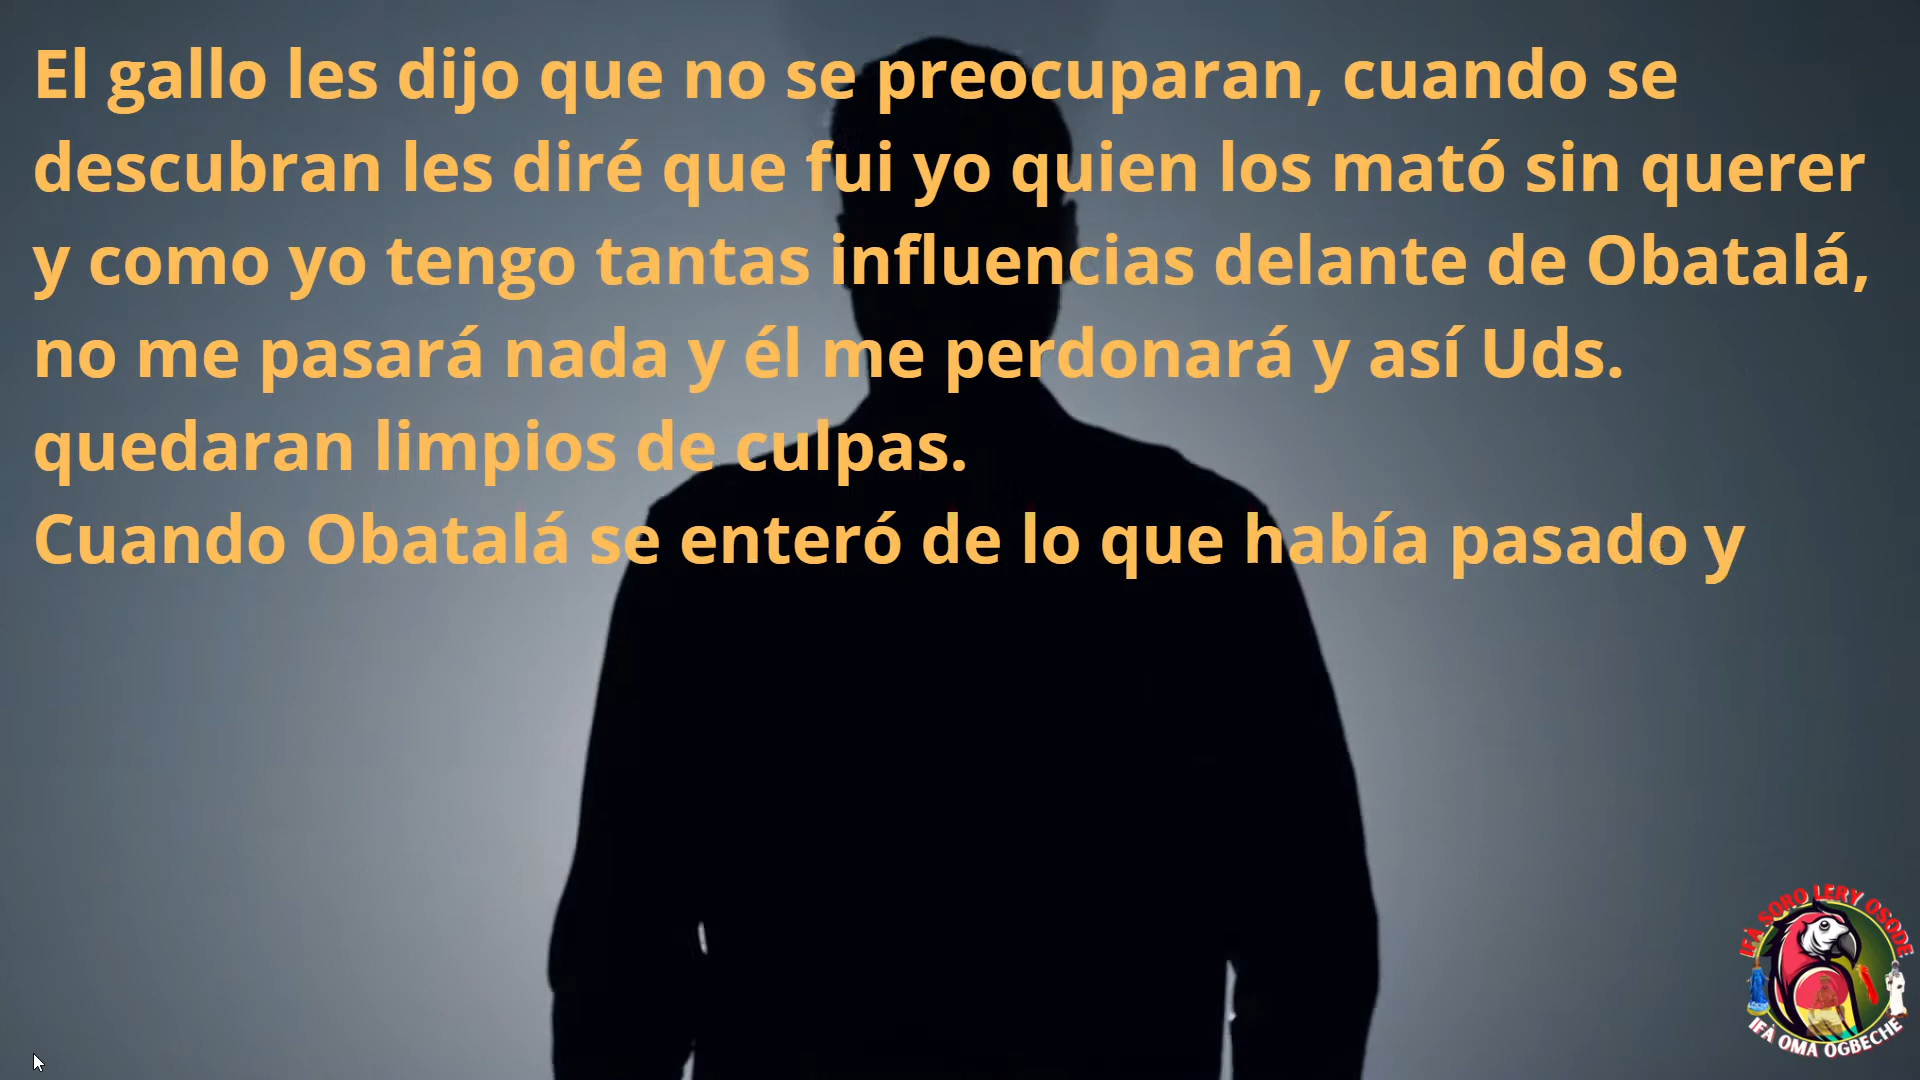 El gallo les dijo que no se preocuparan, cuando se
descubran les diré que fui yo quien los mató sin querer
y como yo tengo tantas influencias delante de Obatalá,
no me pasará nada y él me perdonará y así Uds.
quedaran limpios de culpas.
Cuando Obatalá se enteró de lo que había pasado y
IFÀ SORO LERY OSODE
IFÀ OMA OGBECHE